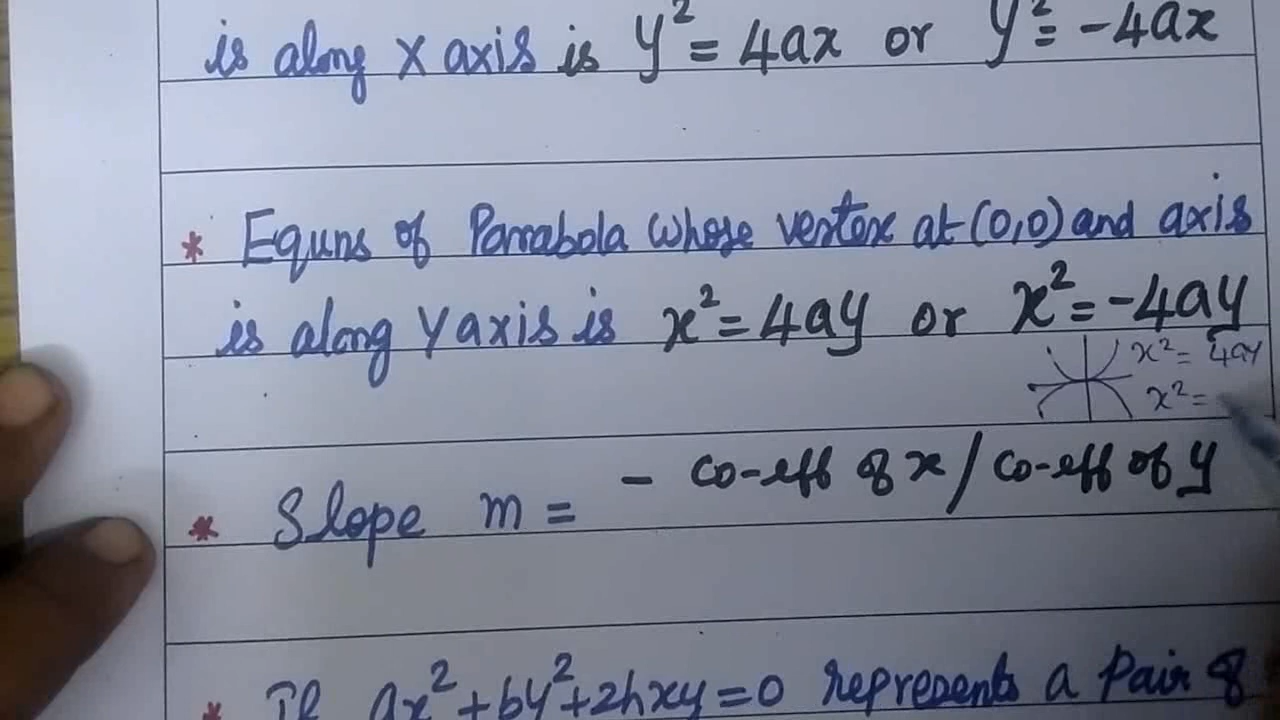 is along x axis is y² = 4ax or y² = -4ax
* Equns of Parrabola whose vertex at (0,0) and axis
is along y axis is x² = 4ay or x² = -4ay
x² = 4ay
x² =
* Slope m = - co-eff of x / co-eff of y
* If ax² + by² + 2hxy = 0 represents a pair of